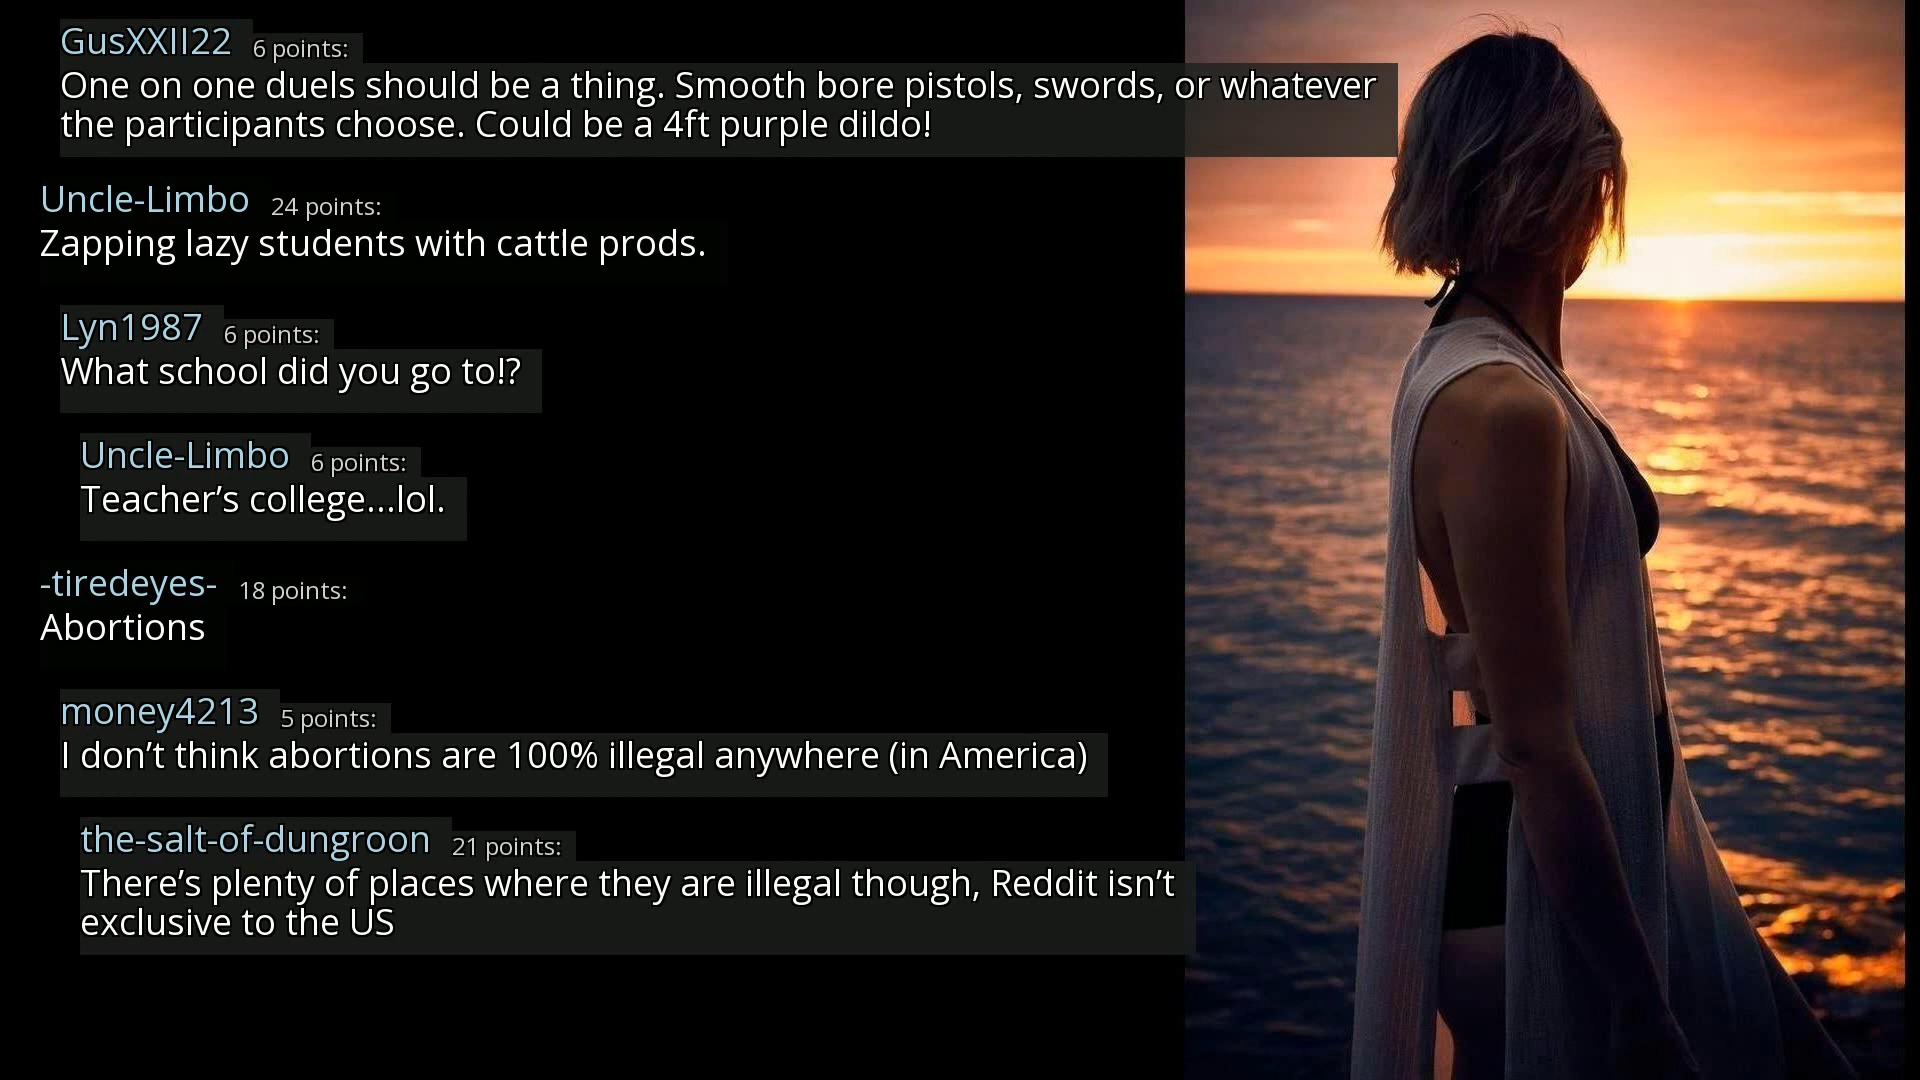 GusXXII22 6 points:
One on one duels should be a thing. Smooth bore pistols, swords, or whatever
the participants choose. Could be a 4ft purple dildo!
Uncle-Limbo 24 points:
Zapping lazy students with cattle prods.
Lyn1987 6 points:
What school did you go to!?
Uncle-Limbo 6 points:
Teacher’s college...lol.
-tiredeyes- 18 points:
Abortions
money4213 5 points:
I don’t think abortions are 100% illegal anywhere (in America)
the-salt-of-dungroon 21 points:
There’s plenty of places where they are illegal though, Reddit isn’t
exclusive to the US